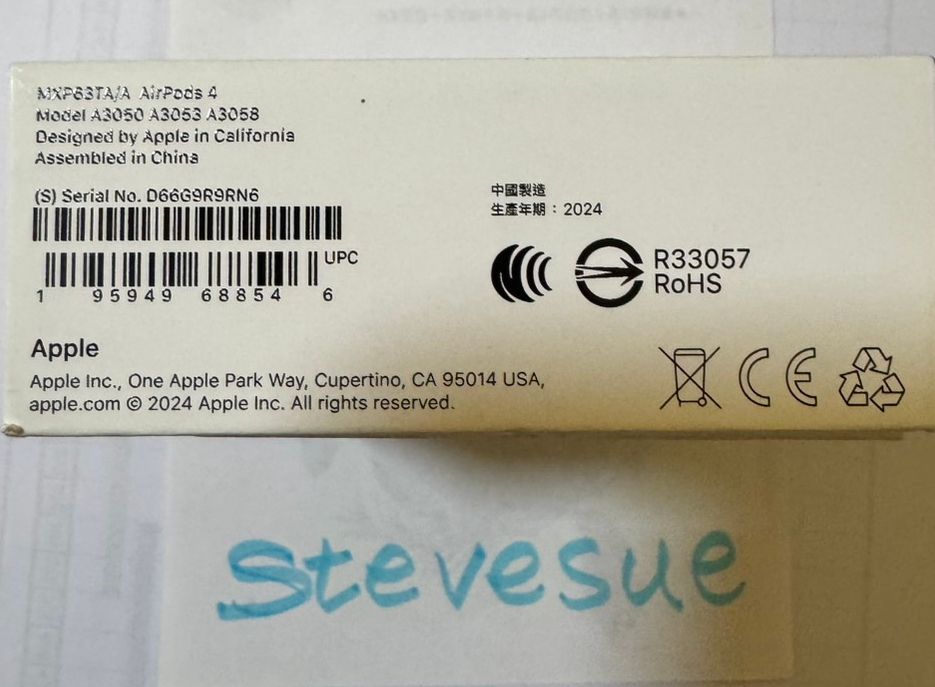 MXP63TA/A AirPods 4
Model A3050 A3053 A3058
Designed by Apple in California
Assembled in China
(S) Serial No. D66G9R9RN6
UPC
1 95949 68854 6
中國製造
生產年期：2024
R33057
RoHS
Apple
Apple Inc., One Apple Park Way, Cupertino, CA 95014 USA,
apple.com © 2024 Apple Inc. All rights reserved.
CE
Stevesue